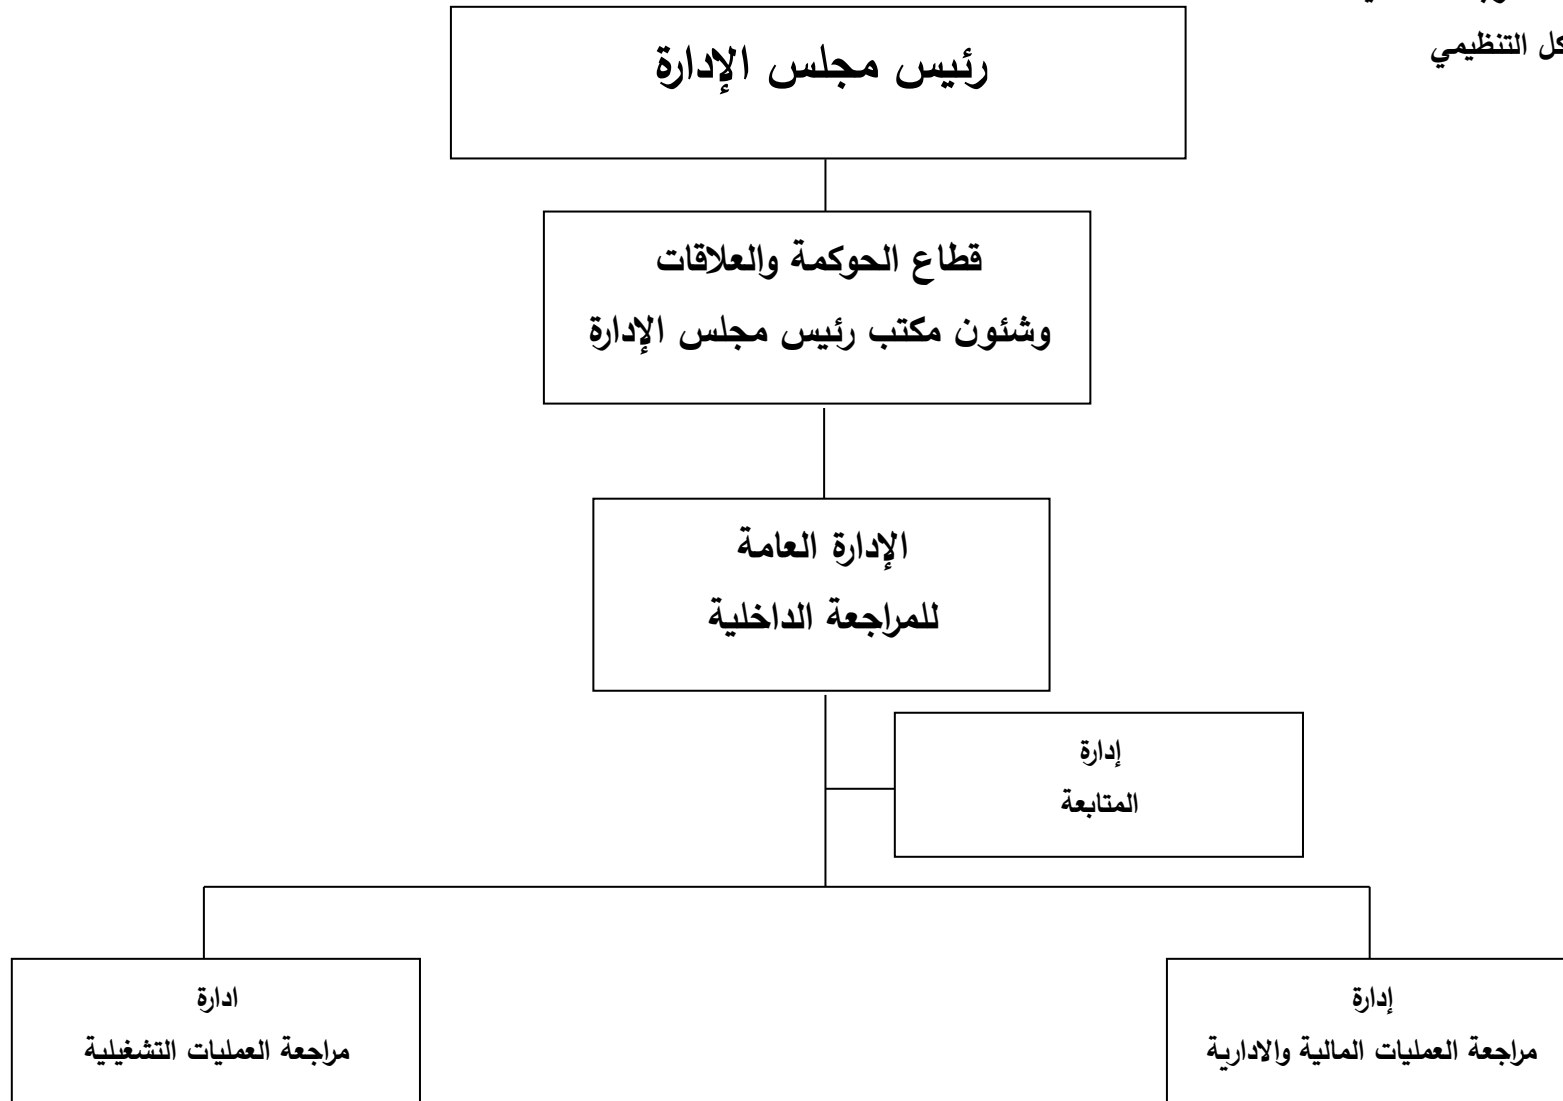 التنظيمي
رئيس مجلس الإدارة
قطاع الحوكمة والعلاقات
وشئون مكتب رئيس مجلس الإدارة
الإدارة العامة
للمراجعة الداخلية
إدارة
المتابعة
إدارة
مراجعة العمليات المالية والادارية
ادارة
مراجعة العمليات التشغيلية